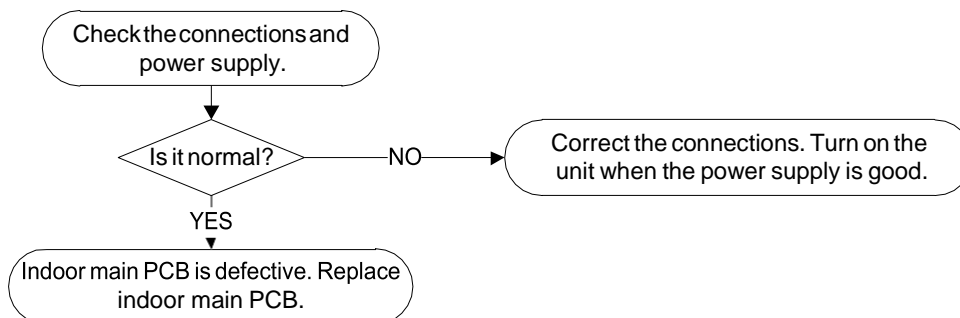 Check the connections and
power supply.
Is it normal?
NO
Correct the connections. Turn on the
unit when the power supply is good.
YES
Indoor main PCB is defective. Replace
indoor main PCB.